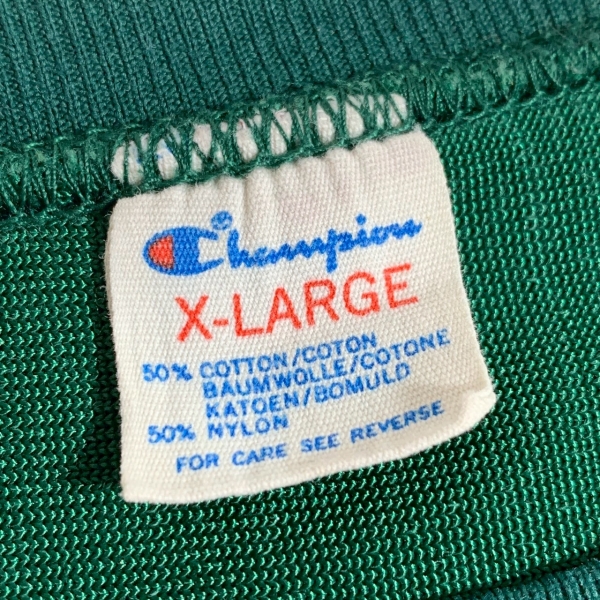 Champion
X-LARGE
50% COTTON/COTON
BAUMWOLLE/COTONE
KATOEN/BOMULD
50% NYLON
FOR CARE SEE REVERSE